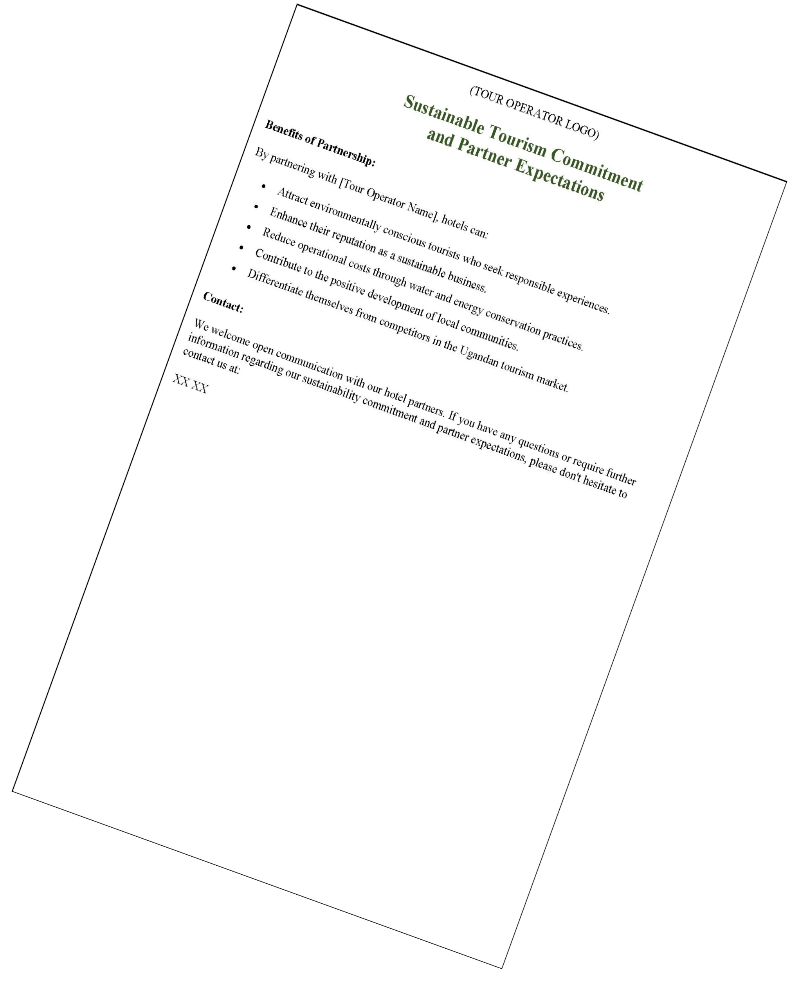 (TOUR OPERATOR LOGO)
Sustainable Tourism Commitment
and Partner Expectations
Benefits of Partnership:
By partnering with [Tour Operator Name], hotels can:
• Attract environmentally conscious tourists who seek responsible experiences.
• Enhance their reputation as a sustainable business.
• Reduce operational costs through water and energy conservation practices.
• Contribute to the positive development of local communities.
• Differentiate themselves from competitors in the Ugandan tourism market.
Contact:
We welcome open communication with our hotel partners. If you have any questions or require further
information regarding our sustainability commitment and partner expectations, please don't hesitate to
contact us at:
XX XX